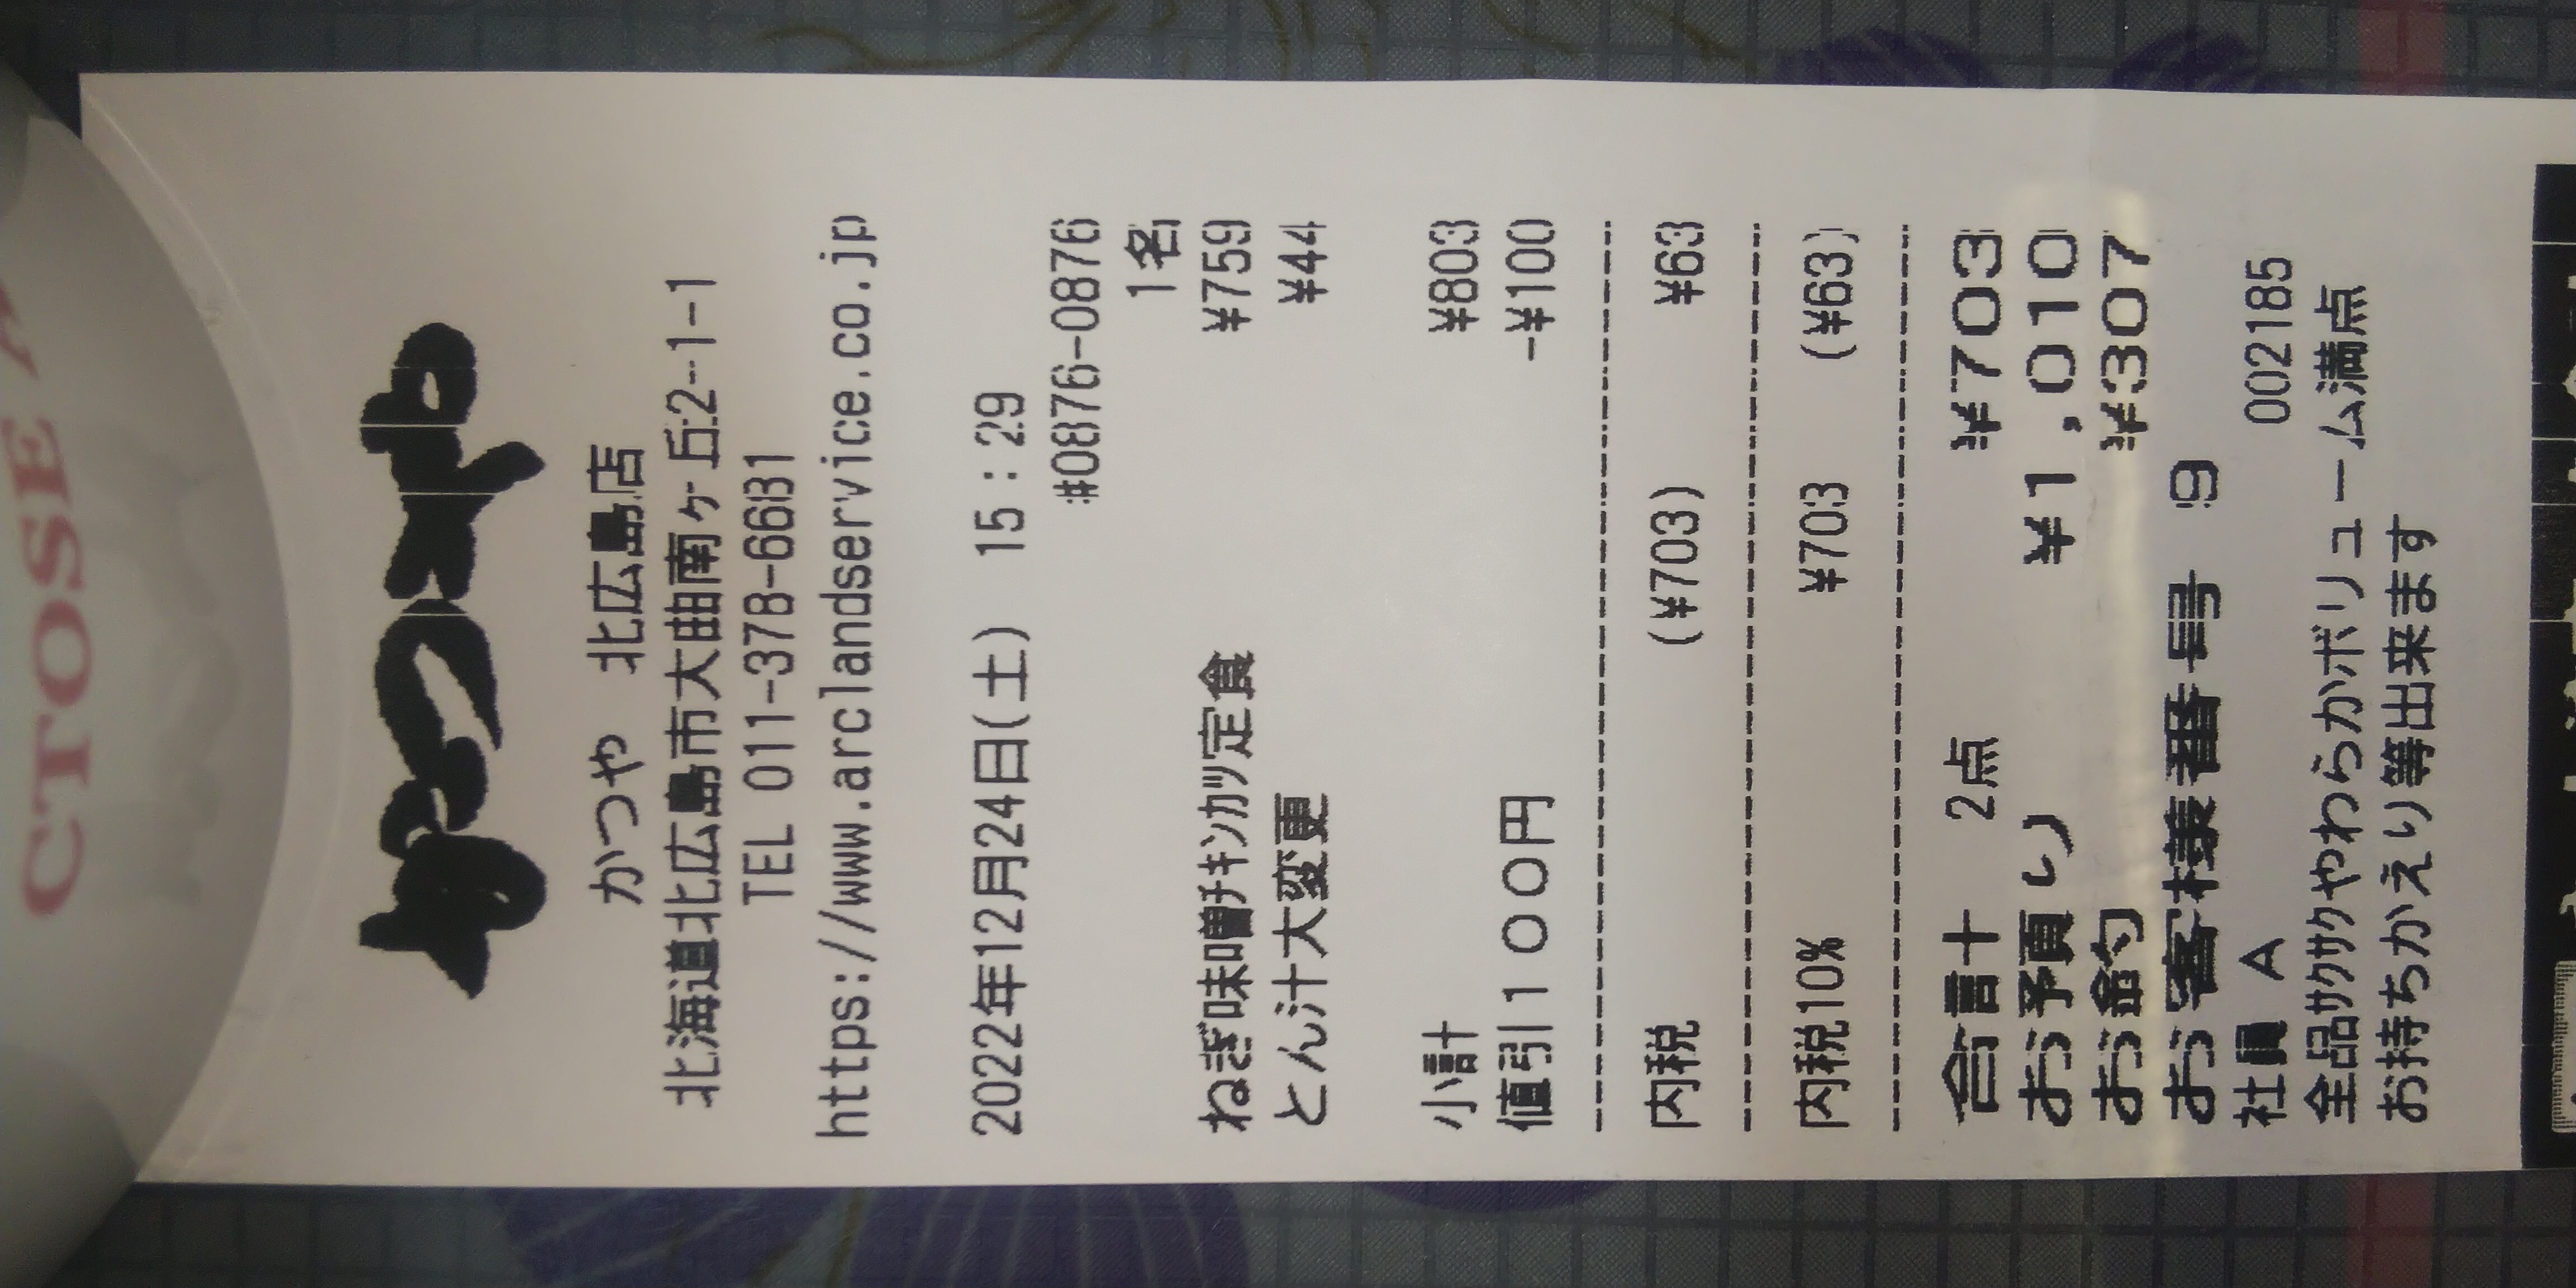 CTOSE A
かつや
かつや 北広島店
北海道北広島市大曲南ヶ丘2-1-1
TEL 011-378-6681
https://www.arclandservice.co.jp
2022年12月24日(土) 15:29
#0876-0876
1名
ねぎ味噌ﾁｷﾝｶﾂ定食 ¥759
とん汁大変更 ¥44
小計 ¥803
値引１００円 -¥100
内税 (¥703) ¥63
内税10% ¥703 (¥63)
合計 2点 ¥703
お預り ¥1,010
お釣 ¥307
お客様番号 9
社員 A 002185
全品ｻｸｻｸやわらかボリューム満点
お持ちかえり等出来ます